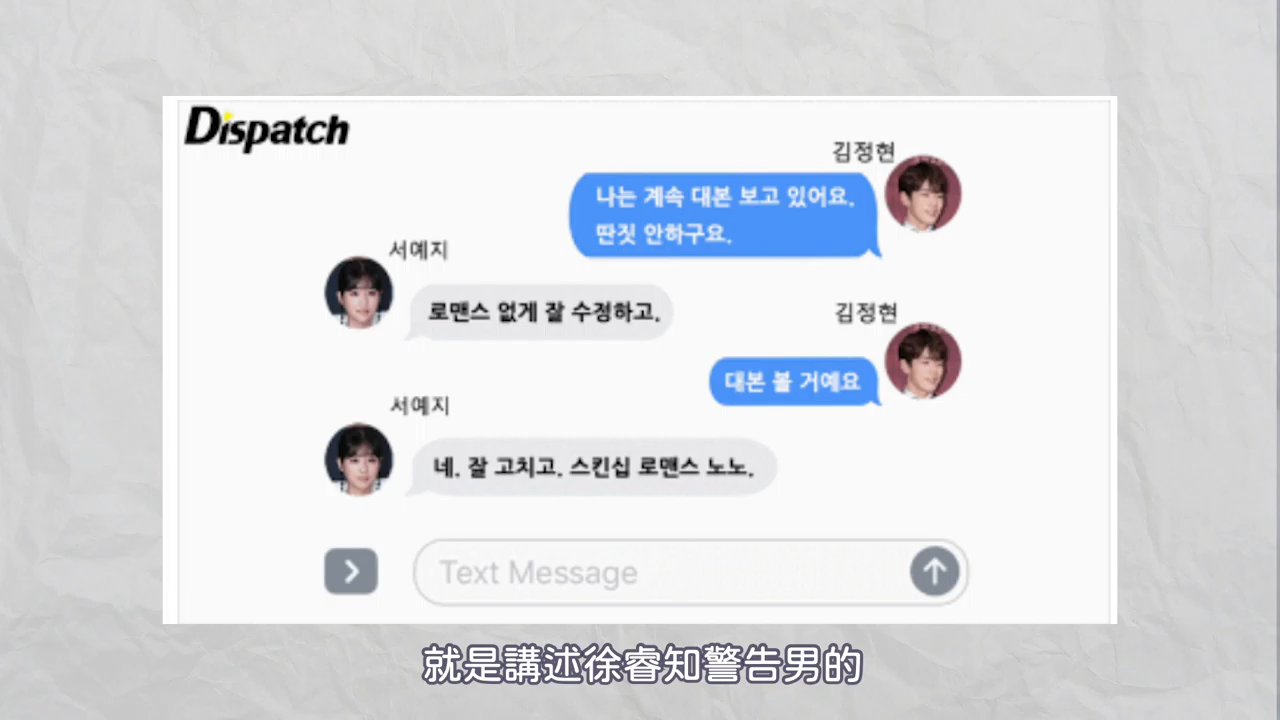 Dispatch
김정현
나는 계속 대본 보고 있어요.
딴짓 안하구요.
서예지
로맨스 없게 잘 수정하고.
김정현
대본 볼 거예요
서예지
네. 잘 고치고. 스킨십 로맨스 노노.
Text Message
就是講述徐睿知警告男的